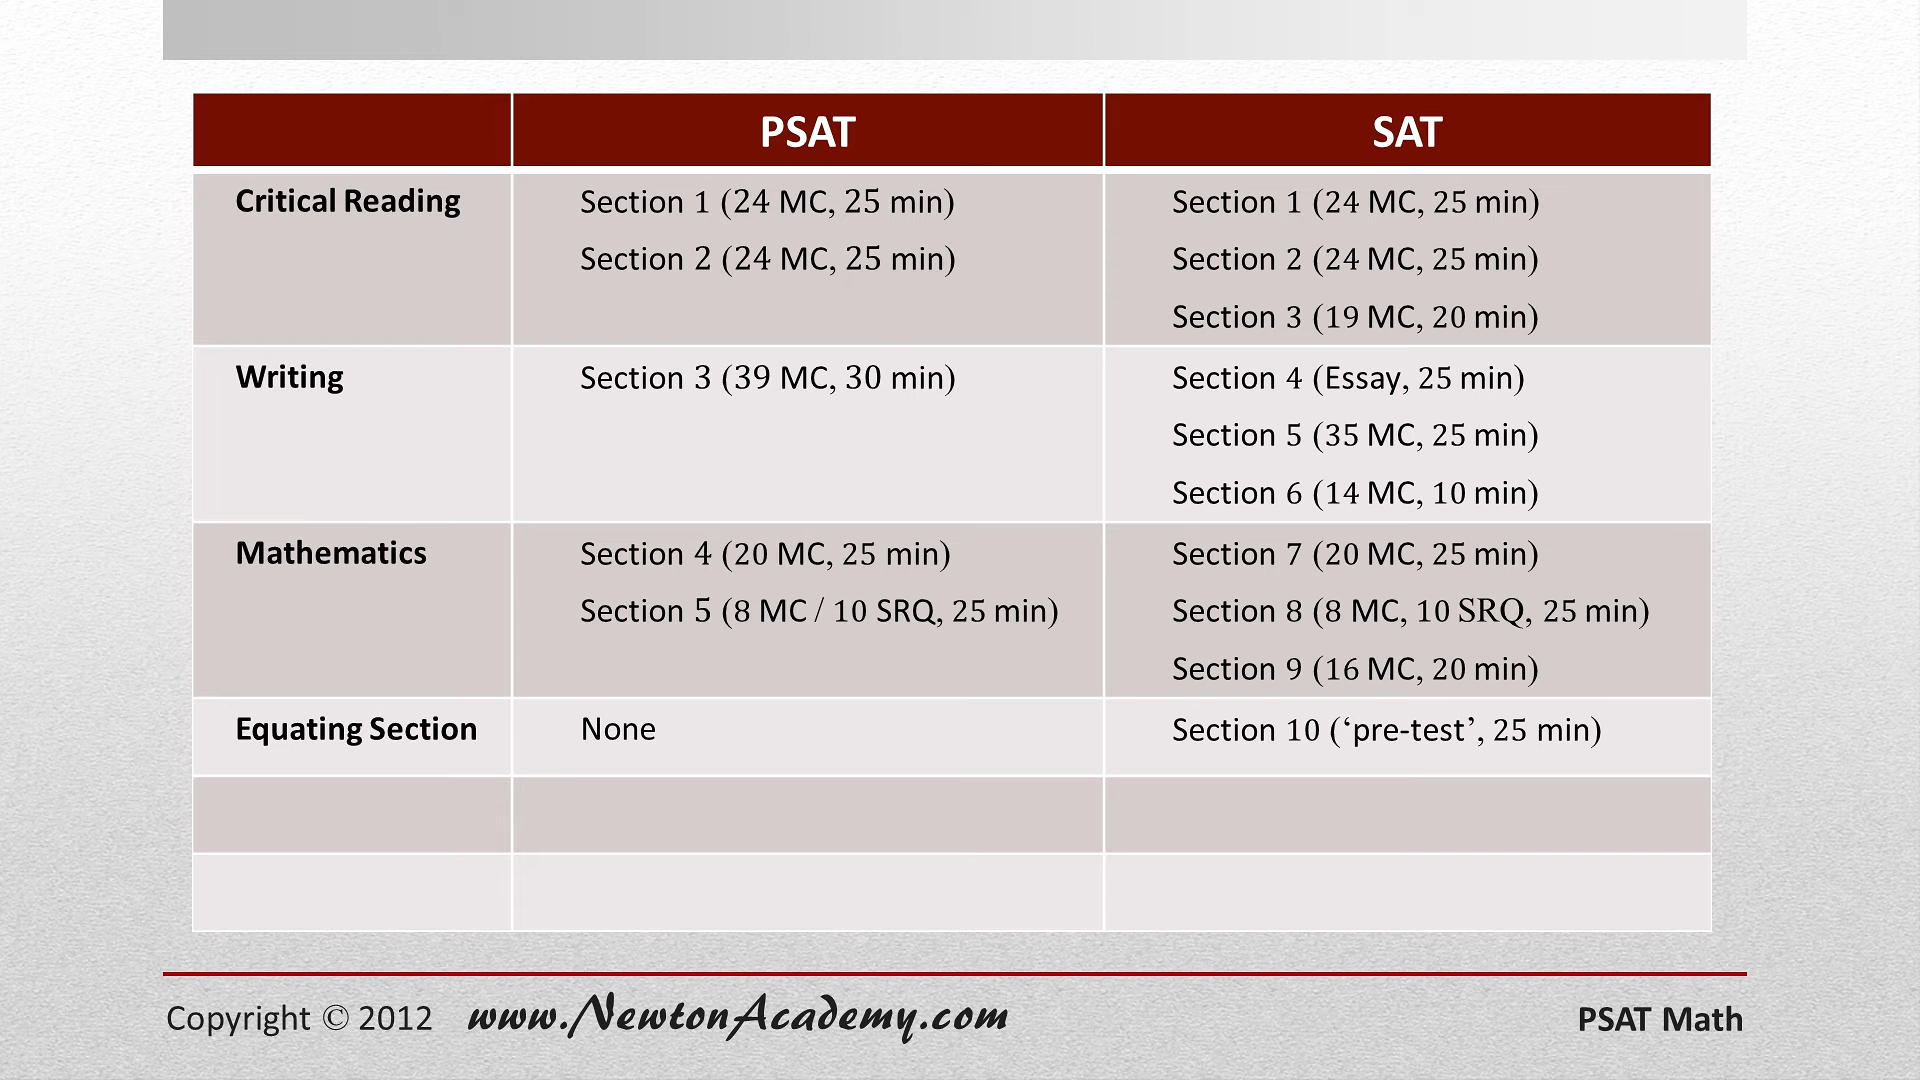 PSAT SAT
Critical Reading Section 1 (24 MC, 25 min) Section 1 (24 MC, 25 min)
Section 2 (24 MC, 25 min) Section 2 (24 MC, 25 min)
Section 3 (19 MC, 20 min)
Writing Section 3 (39 MC, 30 min) Section 4 (Essay, 25 min)
Section 5 (35 MC, 25 min)
Section 6 (14 MC, 10 min)
Mathematics Section 4 (20 MC, 25 min) Section 7 (20 MC, 25 min)
Section 5 (8 MC / 10 SRQ, 25 min) Section 8 (8 MC, 10 SRQ, 25 min)
Section 9 (16 MC, 20 min)
Equating Section None Section 10 (‘pre-test’, 25 min)
Copyright © 2012 www.NewtonAcademy.com PSAT Math